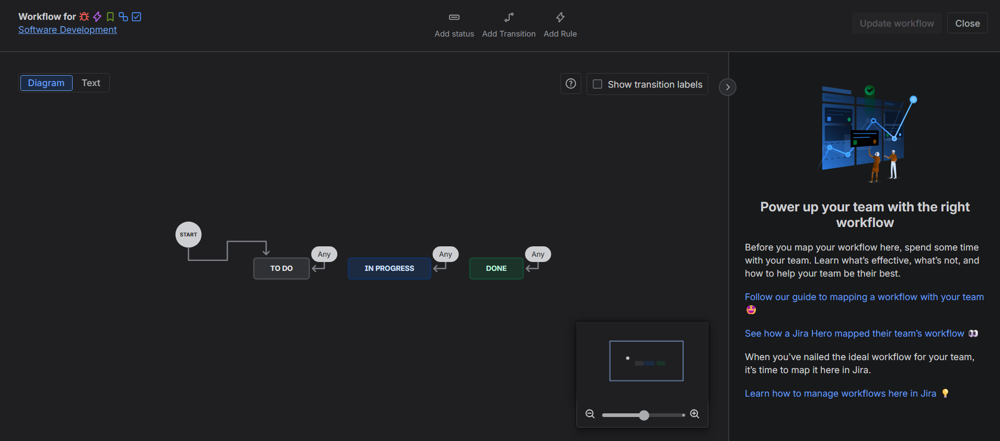 Workflow for
Software Development
Add status
Add Transition
Add Rule
Update workflow
Close
Diagram
Text
Show transition labels
START
TO DO
Any
IN PROGRESS
Any
DONE
Any
Power up your team with the right
workflow
Before you map your workflow here, spend some time
with your team. Learn what’s effective, what’s not, and
how to help your team be their best.
Follow our guide to mapping a workflow with your team
🤩
See how a Jira Hero mapped their team’s workflow 👀
When you’ve nailed the ideal workflow for your team,
it’s time to map it here in Jira.
Learn how to manage workflows here in Jira 💡